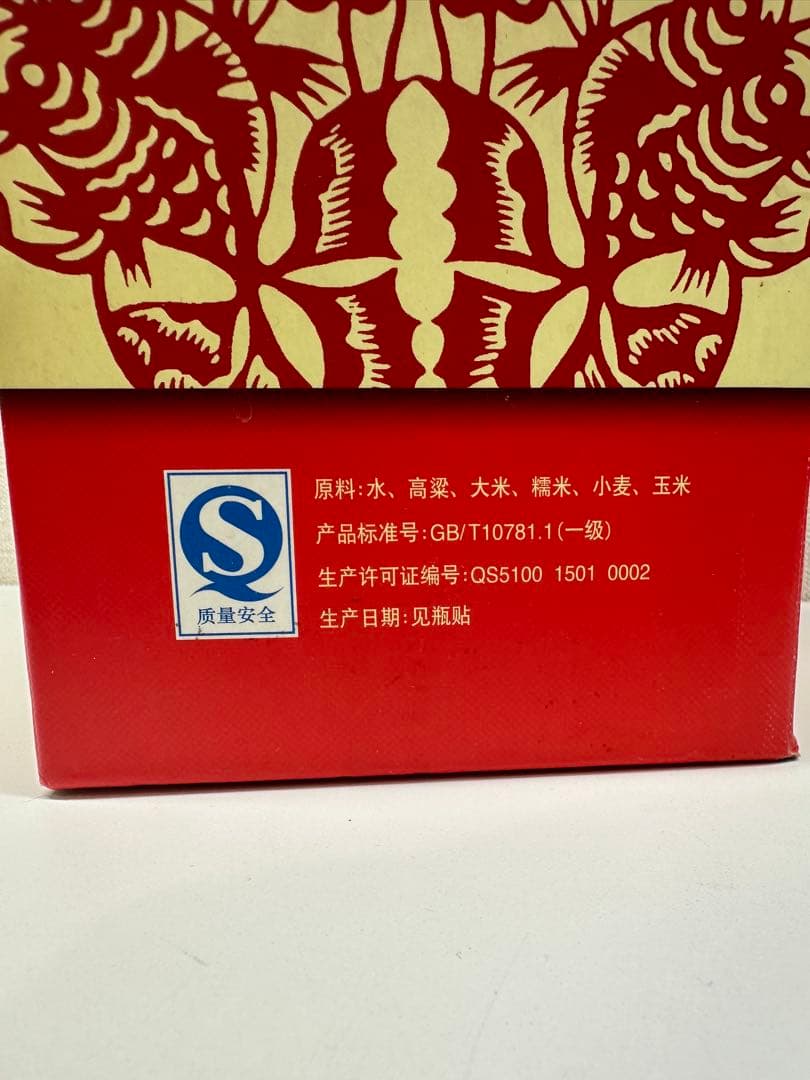 QS
质量安全
原料:水、高粱、大米、糯米、小麦、玉米
产品标准号:GB/T10781.1(一级)
生产许可证编号:QS5100 1501 0002
生产日期:见瓶贴